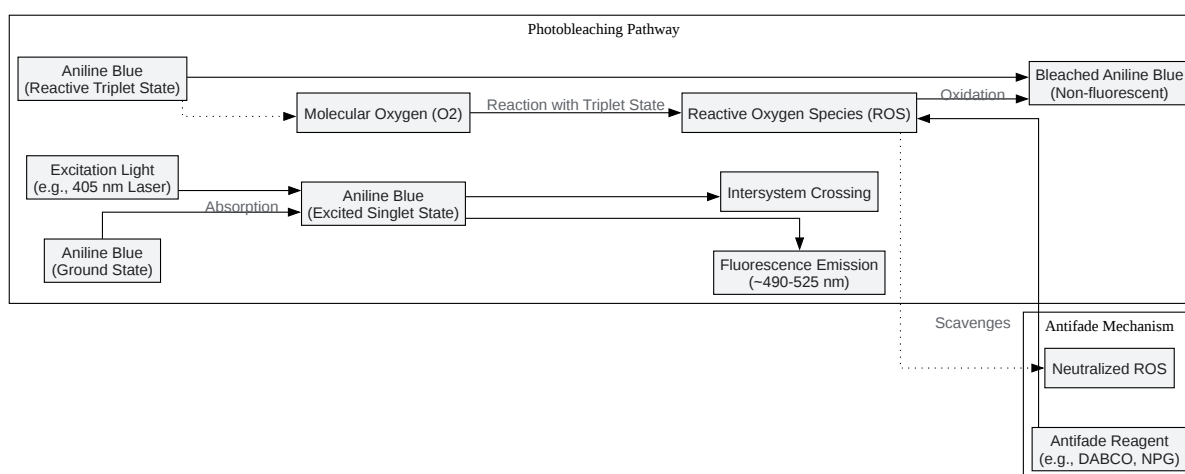 Photobleaching Pathway
Aniline Blue
(Reactive Triplet State)
Bleached Aniline Blue
(Non-fluorescent)
Molecular Oxygen (O2)
Reaction with Triplet State
Reactive Oxygen Species (ROS)
Oxidation
Excitation Light
(e.g., 405 nm Laser)
Absorption
Aniline Blue
(Excited Singlet State)
Intersystem Crossing
Aniline Blue
(Ground State)
Fluorescence Emission
(~490-525 nm)
Scavenges
Antifade Mechanism
Neutralized ROS
Antifade Reagent
(e.g., DABCO, NPG)